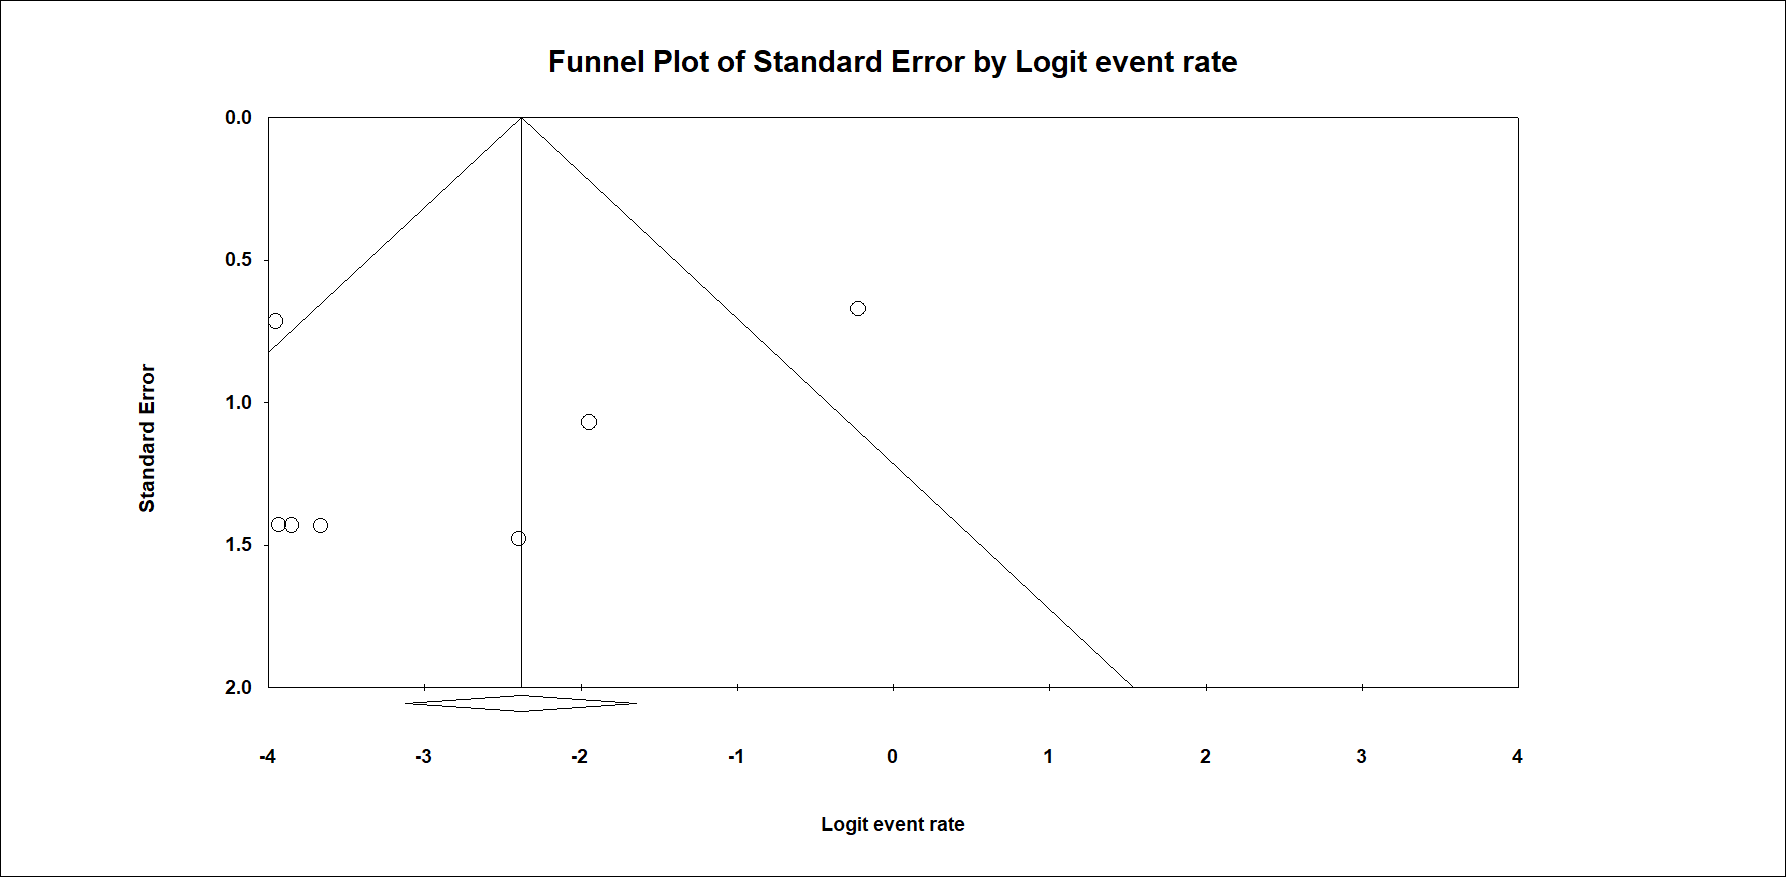 Funnel Plot of Standard Error by Logit event rate
0.0
0.5
1.0
1.5
2.0
Standard Error
-4 -3 -2 -1 0 1 2 3 4
Logit event rate